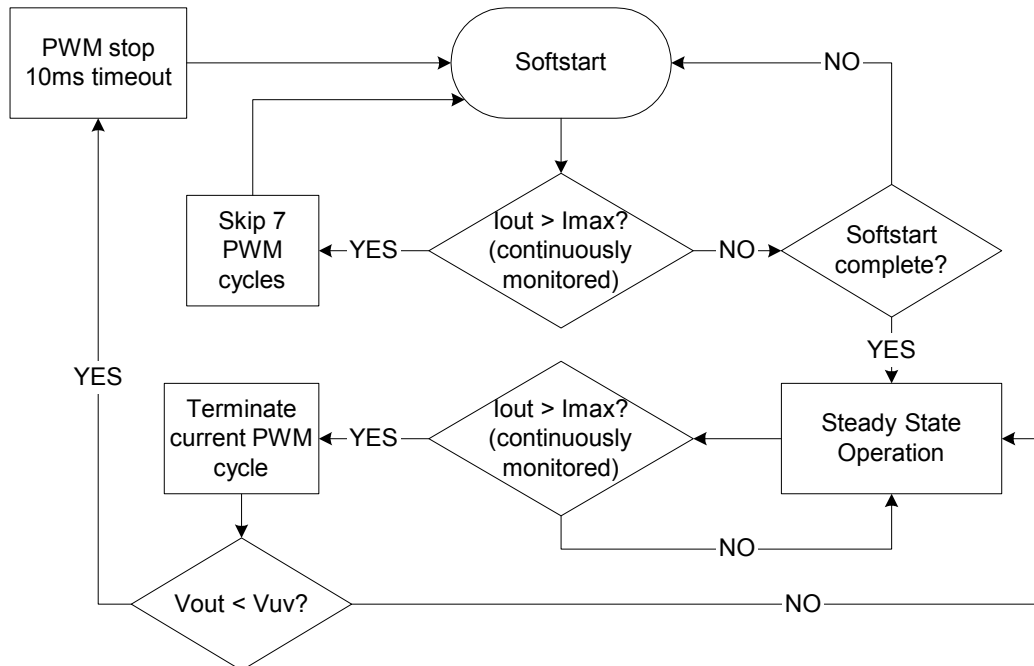 PWM stop
10ms timeout
Softstart
NO
Skip 7
PWM
cycles
YES
Iout > Imax?
(continuously
monitored)
NO
Softstart
complete?
YES
YES
Terminate
current PWM
cycle
YES
Iout > Imax?
(continuously
monitored)
Steady State
Operation
NO
Vout < Vuv?
NO